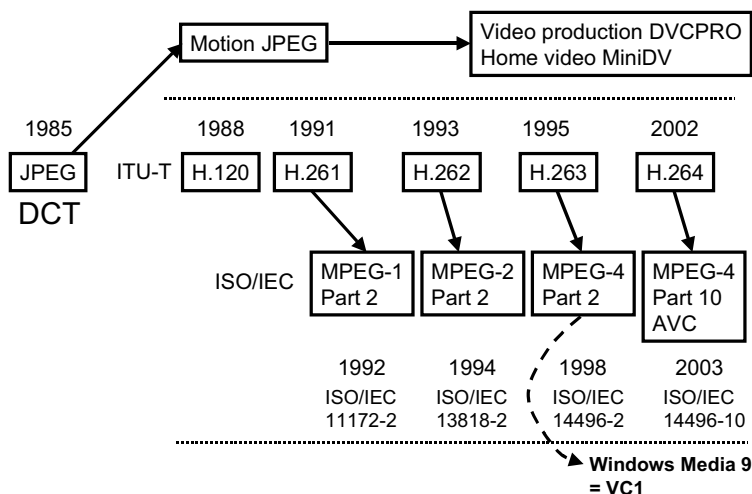 Motion JPEG
Video production DVCPRO
Home video MiniDV
1985
1988
1991
1993
1995
2002
JPEG
ITU-T
H.120
H.261
H.262
H.263
H.264
DCT
ISO/IEC
MPEG-1
Part 2
MPEG-2
Part 2
MPEG-4
Part 2
MPEG-4
Part 10
AVC
1992
1994
1998
2003
ISO/IEC
11172-2
ISO/IEC
13818-2
ISO/IEC
14496-2
ISO/IEC
14496-10
Windows Media 9
= VC1